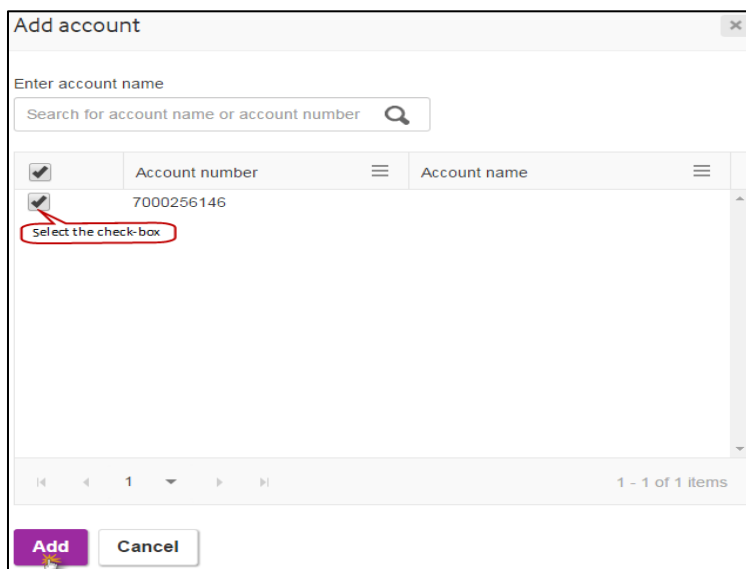 Add account
Enter account name
Search for account name or account number
Account number Account name
7000256146
Select the check-box
1 1 - 1 of 1 items
Add Cancel